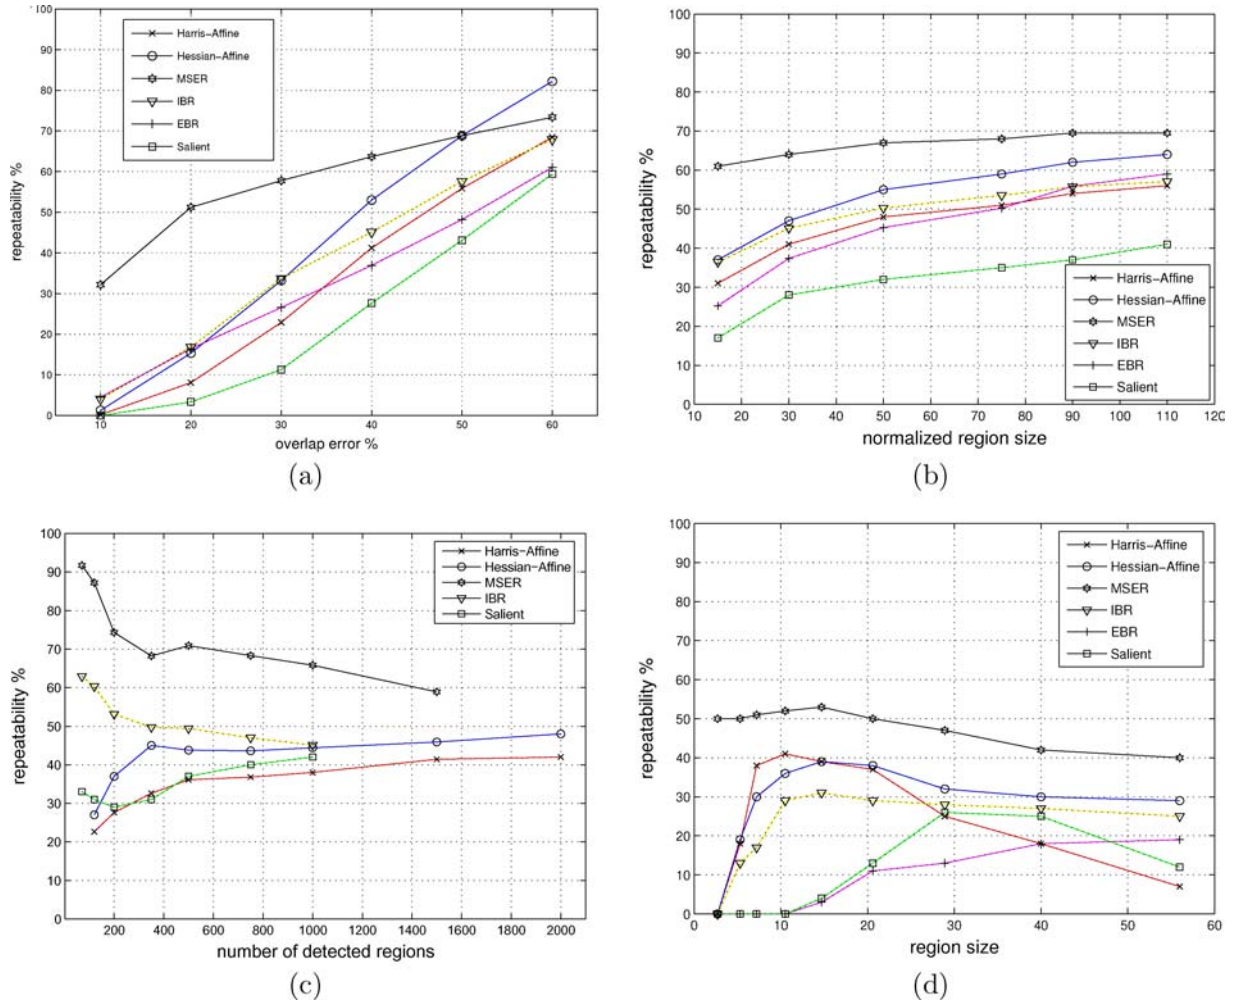 100
90
80
70
60
50
40
30
20
10
0
repeatability %
Harris-Affine
Hessian-Affine
MSER
IBR
EBR
Salient
10 20 30 40 50 60
overlap error %
(a)
100
90
80
70
60
50
40
30
20
10
0
repeatability %
Harris-Affine
Hessian-Affine
MSER
IBR
EBR
Salient
10 20 30 40 50 60 70 80 90 100 110 120
normalized region size
(b)
100
90
80
70
60
50
40
30
20
10
0
repeatability %
Harris-Affine
Hessian-Affine
MSER
IBR
Salient
200 400 600 800 1000 1200 1400 1600 1800 2000
number of detected regions
(c)
100
90
80
70
60
50
40
30
20
10
0
repeatability %
Harris-Affine
Hessian-Affine
MSER
IBR
EBR
Salient
0 10 20 30 40 50 60
region size
(d)